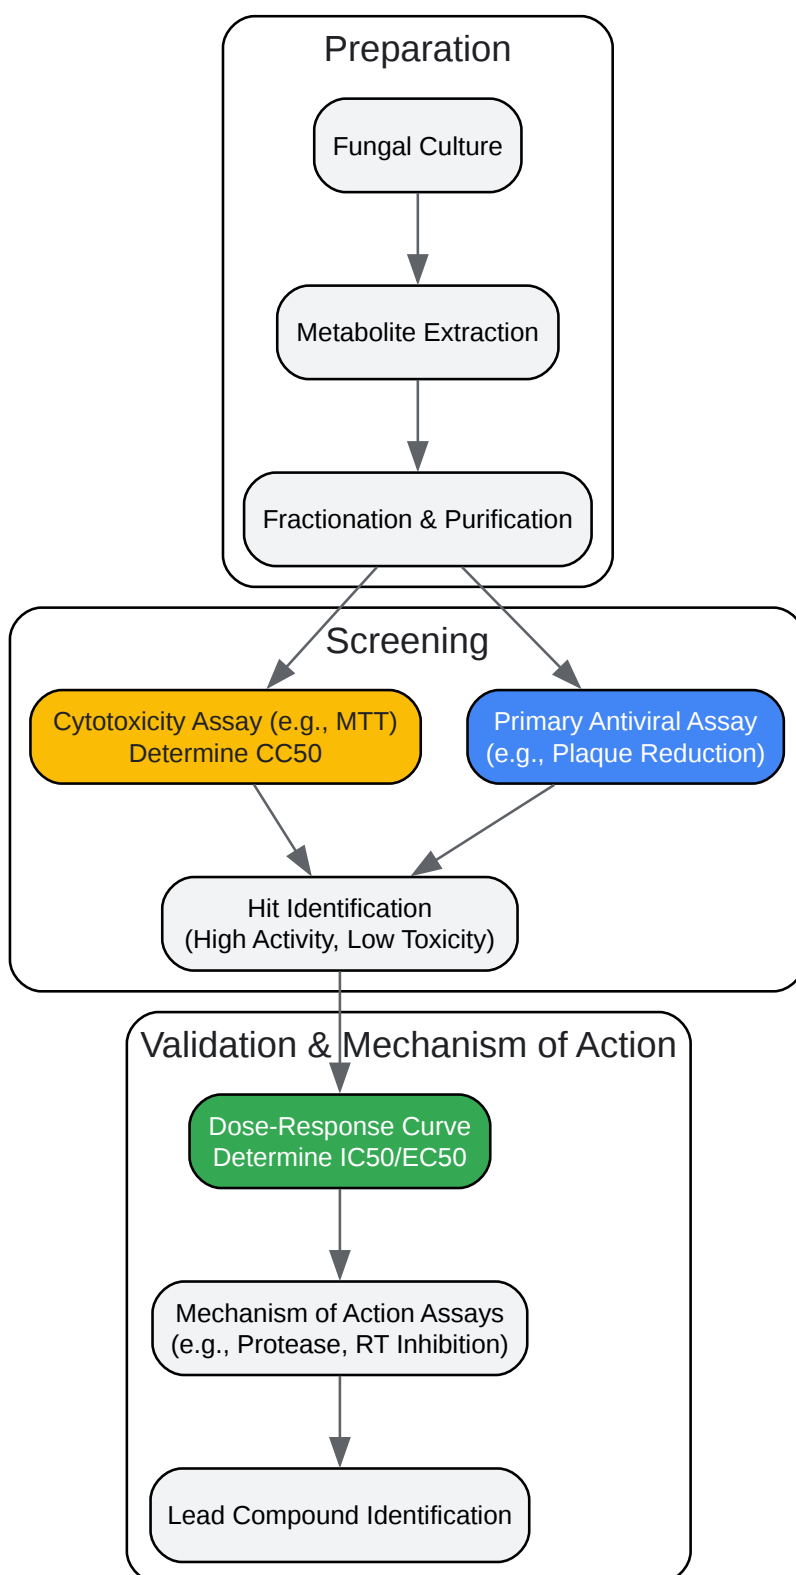 Preparation
Fungal Culture
Metabolite Extraction
Fractionation & Purification
Screening
Cytotoxicity Assay (e.g., MTT)
Determine CC50
Primary Antiviral Assay
(e.g., Plaque Reduction)
Hit Identification
(High Activity, Low Toxicity)
Validation & Mechanism of Action
Dose-Response Curve
Determine IC50/EC50
Mechanism of Action Assays
(e.g., Protease, RT Inhibition)
Lead Compound Identification